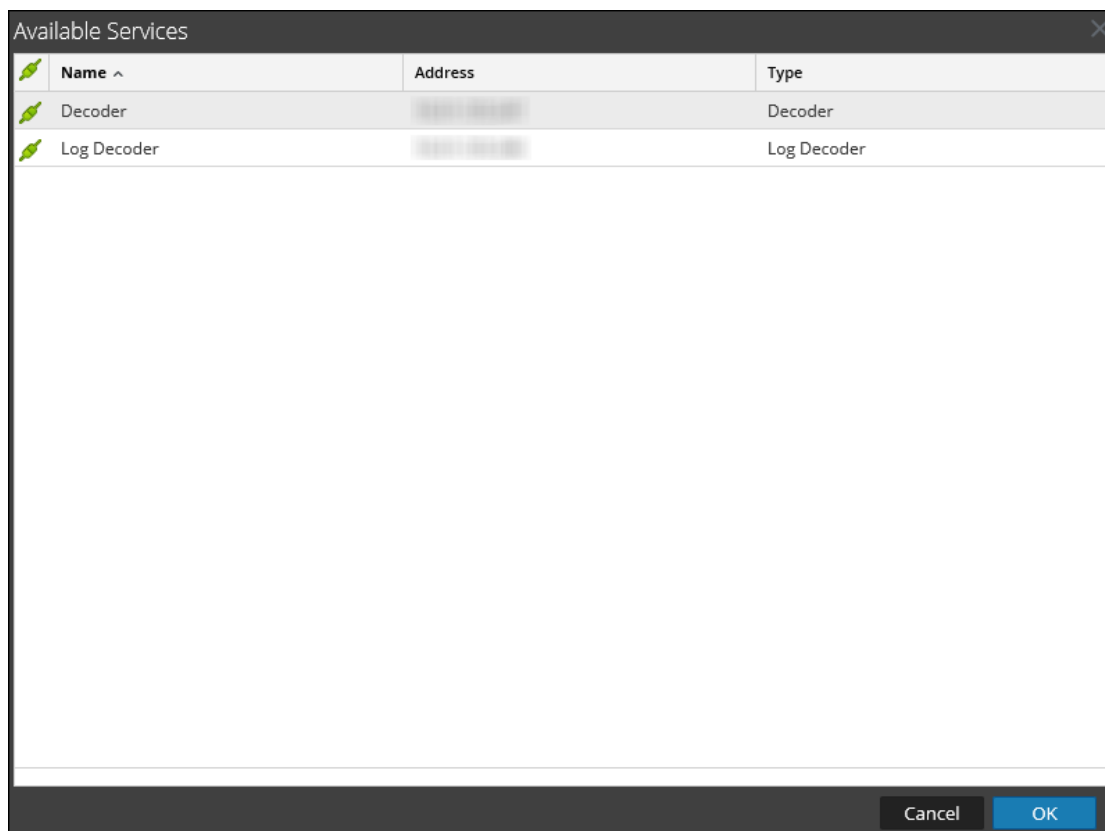 Available Services
Name Address Type
Decoder Decoder
Log Decoder Log Decoder
Cancel OK